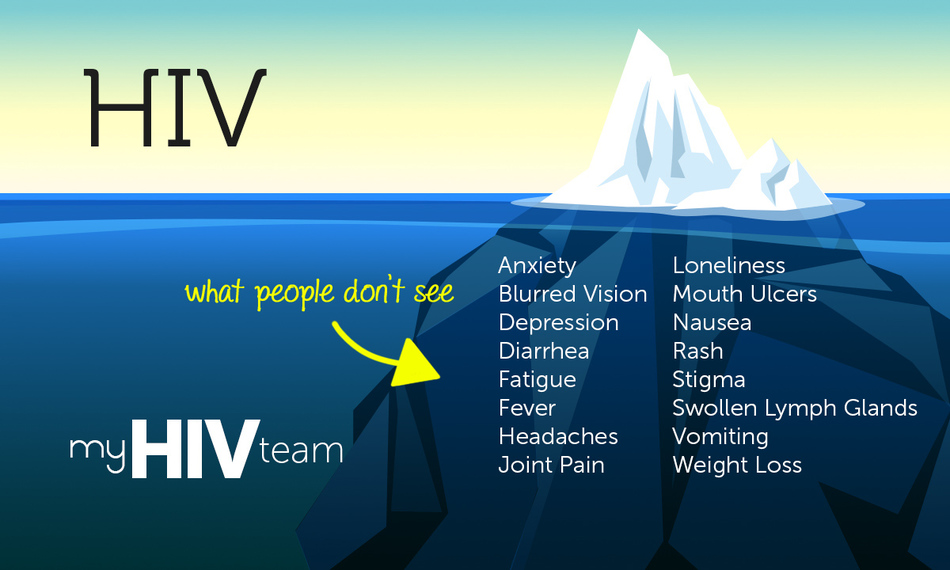 HIV
what people don't see
Anxiety
Blurred Vision
Depression
Diarrhea
Fatigue
Fever
Headaches
Joint Pain
Loneliness
Mouth Ulcers
Nausea
Rash
Stigma
Swollen Lymph Glands
Vomiting
Weight Loss
myHIVteam